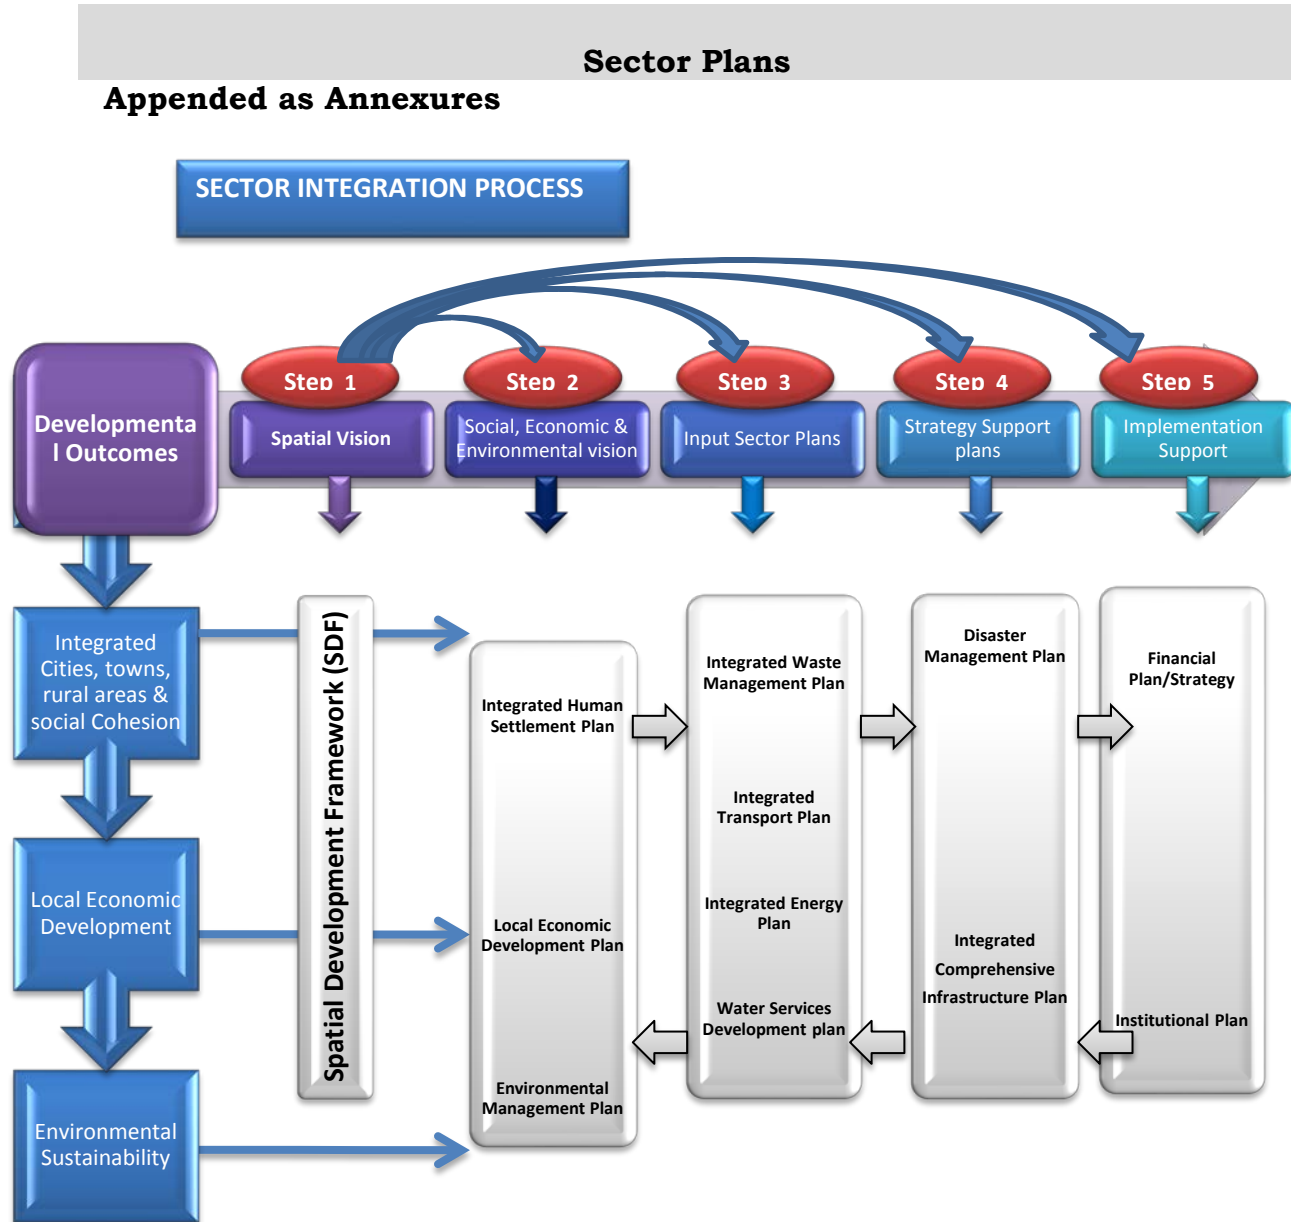 Sector Plans
Appended as Annexures
SECTOR INTEGRATION PROCESS
Developmenta
l Outcomes
Step 1
Spatial Vision
Step 2
Social, Economic &
Environmental vision
Step 3
Input Sector Plans
Step 4
Strategy Support
plans
Step 5
Implementation
Support
Integrated
Cities, towns,
rural areas &
social Cohesion
Local Economic
Development
Environmental
Sustainability
Spatial Development Framework (SDF)
Integrated Human
Settlement Plan
Local Economic
Development Plan
Environmental
Management Plan
Integrated Waste
Management Plan
Integrated
Transport Plan
Integrated Energy
Plan
Water Services
Development plan
Disaster
Management Plan
Integrated
Comprehensive
Infrastructure Plan
Financial
Plan/Strategy
Institutional Plan